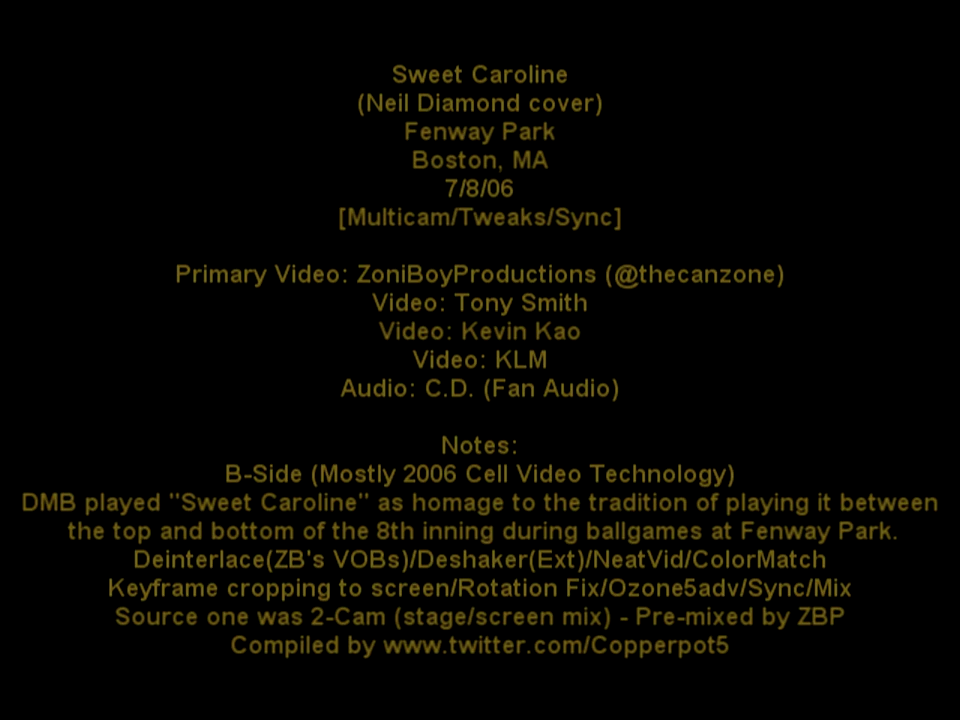 Sweet Caroline
(Neil Diamond cover)
Fenway Park
Boston, MA
7/8/06
[Multicam/Tweaks/Sync]
Primary Video: ZoniBoyProductions (@thecanzone)
Video: Tony Smith
Video: Kevin Kao
Video: KLM
Audio: C.D. (Fan Audio)
Notes:
B-Side (Mostly 2006 Cell Video Technology)
DMB played "Sweet Caroline" as homage to the tradition of playing it between
the top and bottom of the 8th inning during ballgames at Fenway Park.
Deinterlace(ZB's VOBs)/Deshaker(Ext)/NeatVid/ColorMatch
Keyframe cropping to screen/Rotation Fix/Ozone5adv/Sync/Mix
Source one was 2-Cam (stage/screen mix) - Pre-mixed by ZBP
Compiled by www.twitter.com/Copperpot5